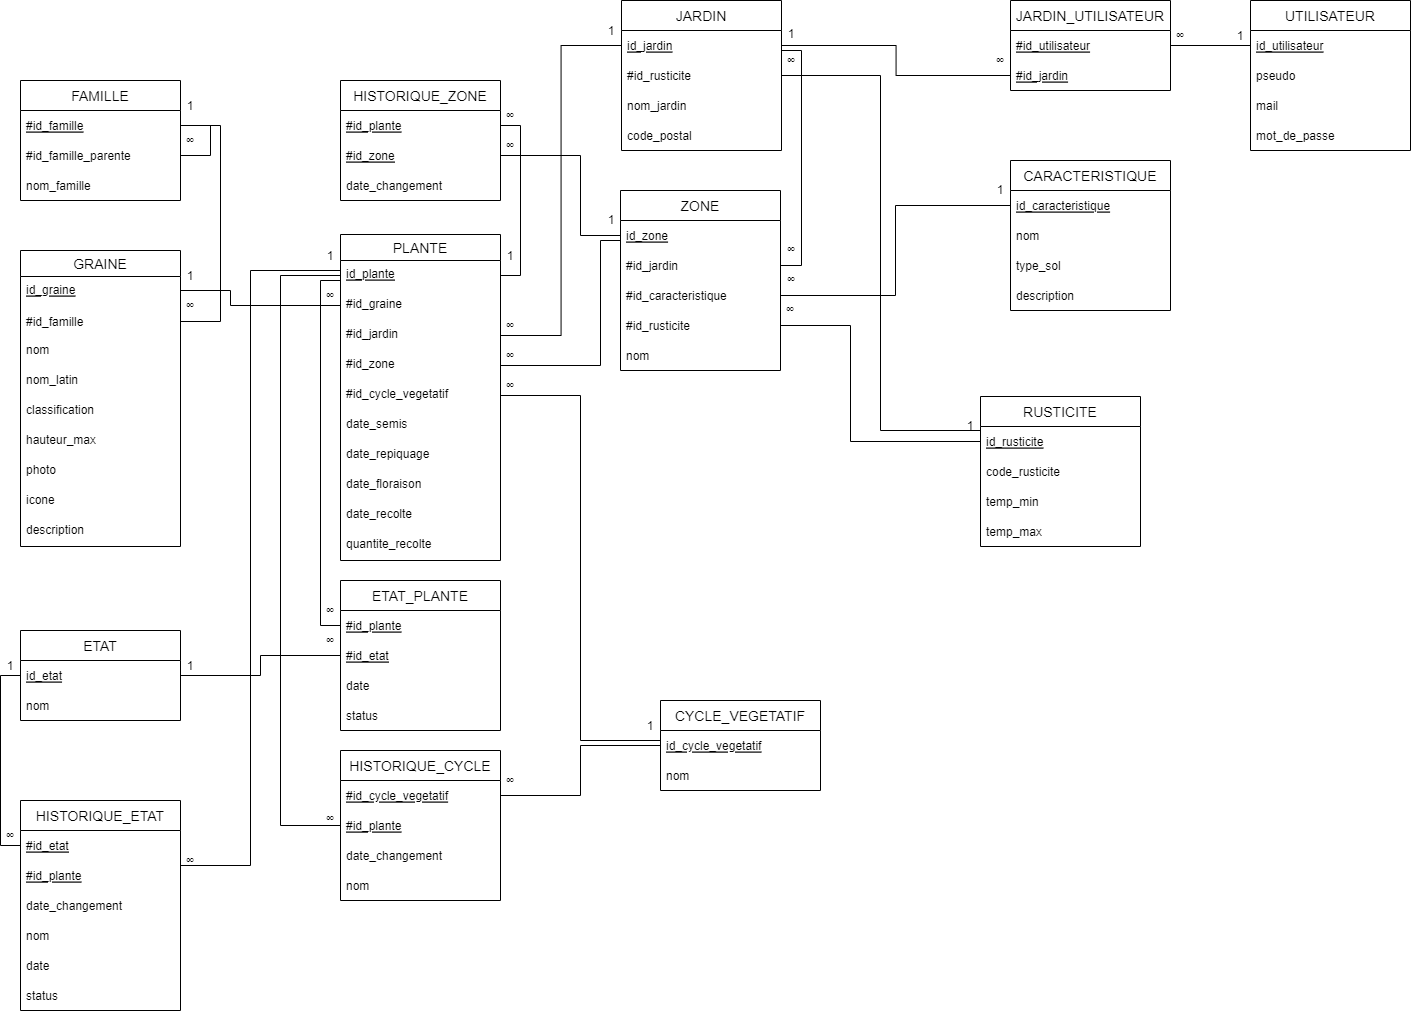 JARDIN
id_jardin
#id_rusticite
nom_jardin
code_postal
JARDIN_UTILISATEUR
#id_utilisateur
#id_jardin
UTILISATEUR
id_utilisateur
pseudo
mail
mot_de_passe
FAMILLE
#id_famille
#id_famille_parente
nom_famille
HISTORIQUE_ZONE
#id_plante
#id_zone
date_changement
ZONE
id_zone
#id_jardin
#id_caracteristique
#id_rusticite
nom
CARACTERISTIQUE
id_caracteristique
nom
type_sol
description
GRAINE
id_graine
#id_famille
nom
nom_latin
classification
hauteur_max
photo
icone
description
PLANTE
id_plante
#id_graine
#id_jardin
#id_zone
#id_cycle_vegetatif
date_semis
date_repiquage
date_floraison
date_recolte
quantite_recolte
RUSTICITE
id_rusticite
code_rusticite
temp_min
temp_max
ETAT
id_etat
nom
ETAT_PLANTE
#id_plante
#id_etat
date
status
CYCLE_VEGETATIF
id_cycle_vegetatif
nom
HISTORIQUE_ETAT
#id_etat
#id_plante
date_changement
nom
date
status
HISTORIQUE_CYCLE
#id_cycle_vegetatif
#id_plante
date_changement
nom
1
1
∞
∞
∞
1
1
∞
∞
∞
1
1
∞
∞
∞
1
1
1
1
∞
∞
∞
∞
∞
∞
1
∞
∞
1
1
∞
∞
1
∞
∞